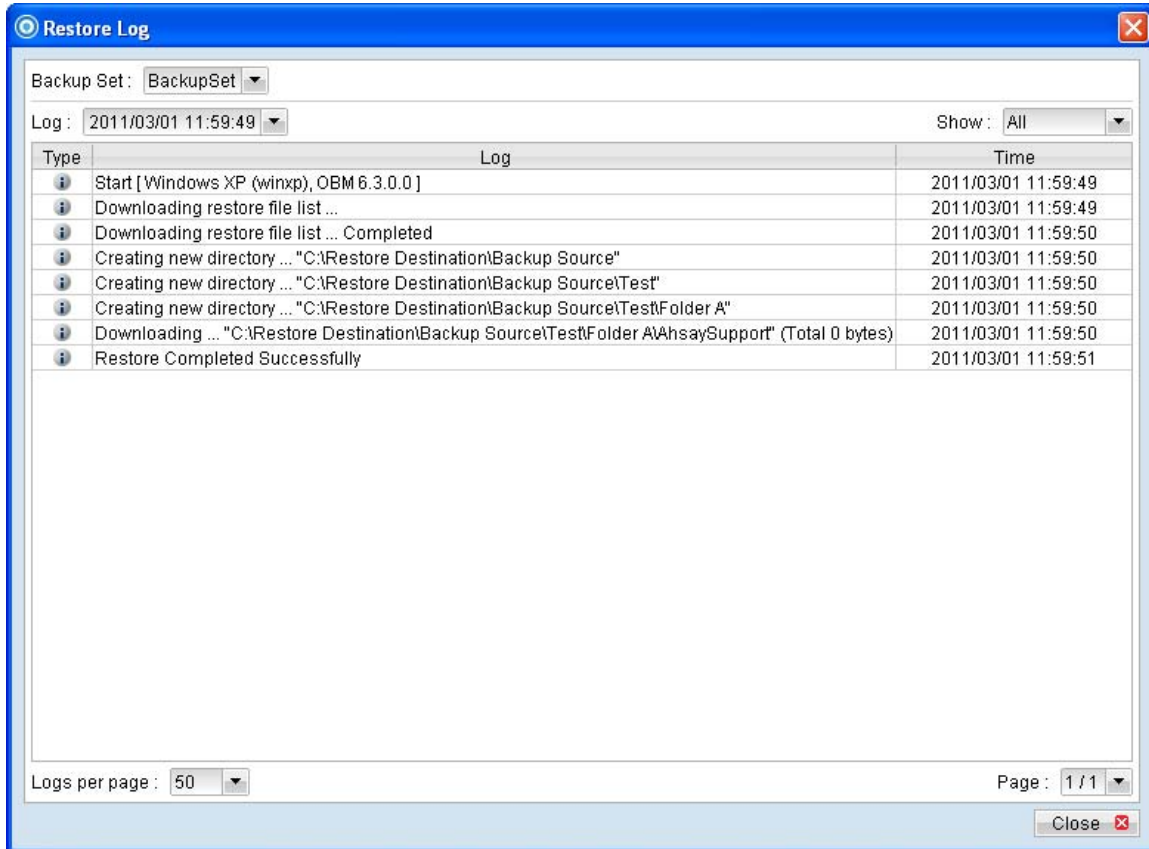 Restore Log
Backup Set : BackupSet
Log : 2011/03/01 11:59:49 Show : All
Type Log Time
Start [ Windows XP (winxp), OBM 6.3.0.0 ] 2011/03/01 11:59:49
Downloading restore file list ... 2011/03/01 11:59:49
Downloading restore file list ... Completed 2011/03/01 11:59:50
Creating new directory ... "C:\Restore Destination\Backup Source" 2011/03/01 11:59:50
Creating new directory ... "C:\Restore Destination\Backup Source\Test" 2011/03/01 11:59:50
Creating new directory ... "C:\Restore Destination\Backup Source\Test\Folder A" 2011/03/01 11:59:50
Downloading ... "C:\Restore Destination\Backup Source\Test\Folder A\AhsaySupport" (Total 0 bytes) 2011/03/01 11:59:50
Restore Completed Successfully 2011/03/01 11:59:51
Logs per page : 50 Page : 1 / 1
Close